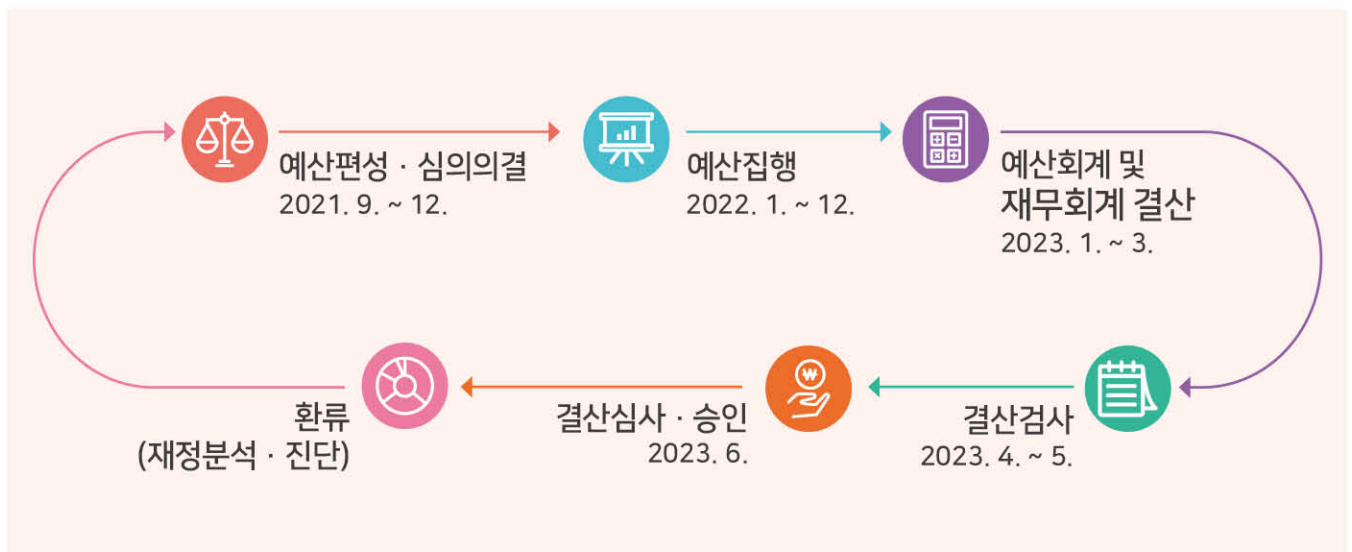 예산편성 · 심의의결
2021. 9. ~ 12.
예산집행
2022. 1. ~ 12.
예산회계 및
재무회계 결산
2023. 1. ~ 3.
결산검사
2023. 4. ~ 5.
₩
결산심사 · 승인
2023. 6.
환류
(재정분석 · 진단)